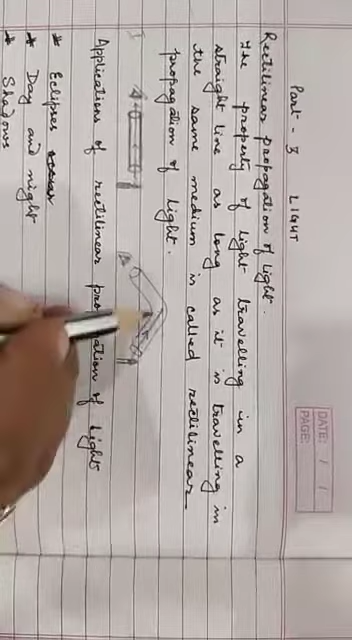 Part - 3 LIGHT
DATE: / /
PAGE:
Rectilinear propagation of Light.
The property of Light travelling in a
straight line as long as it is travelling in
the same medium is called rectilinear
propagation of Light.
Applications of rectilinear propagation of Light
* Eclipses
* Day and night
* Shadows